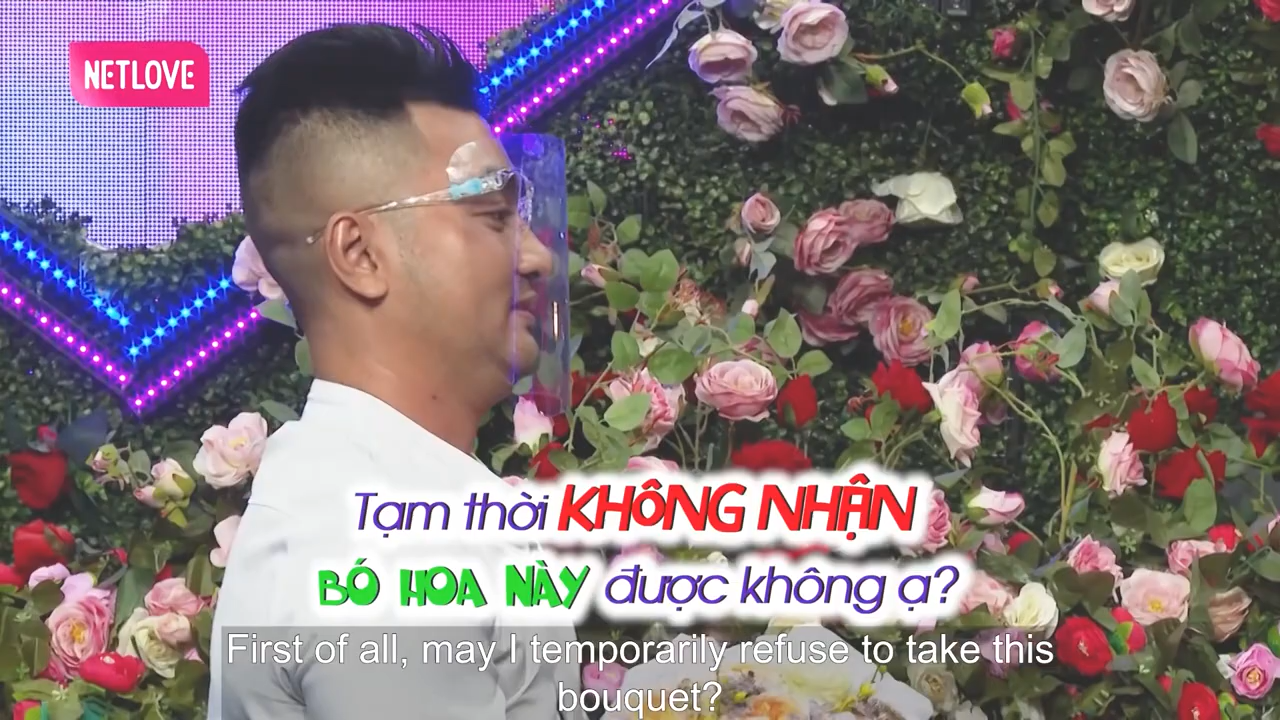 NETLOVE
Tạm thời KHÔNG NHẬN
BÓ HOA NÀY được không ạ?
First of all, may I temporarily refuse to take this
bouquet?